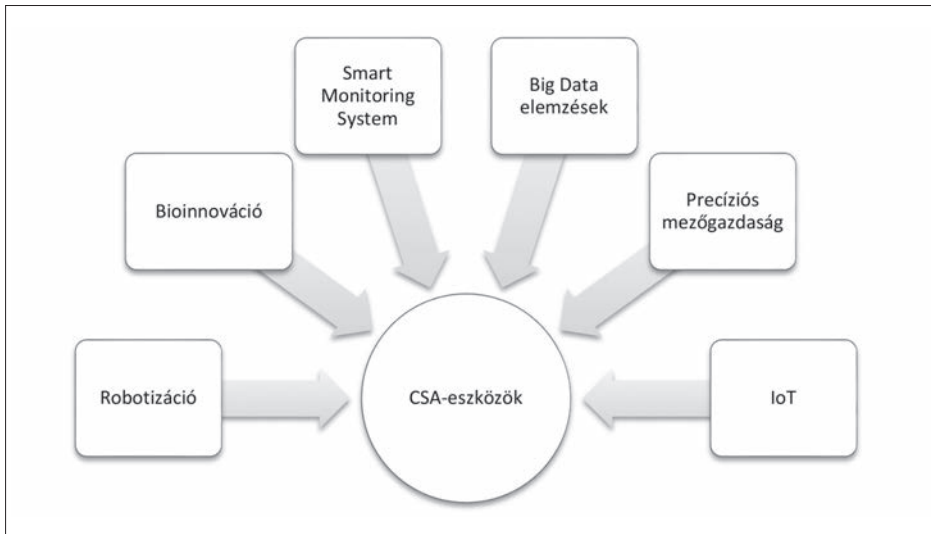 Smart
Monitoring
System
Big Data
elemzések
Bioinnováció
Precíziós
mezőgazdaság
Robotizáció
CSA-eszközök
IoT